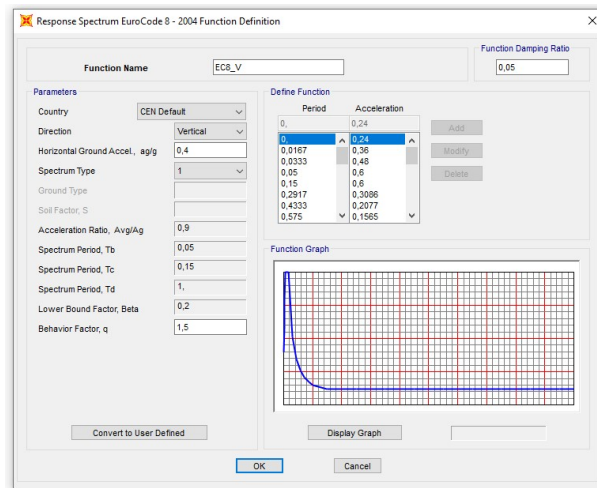 Response Spectrum EuroCode 8 - 2004 Function Definition
Function Name
EC8_V
Function Damping Ratio
0,05
Parameters
Country
CEN Default
Direction
Vertical
Horizontal Ground Accel., ag/g
0,4
Spectrum Type
1
Ground Type
Soil Factor, S
Acceleration Ratio, Avg/Ag
0,9
Spectrum Period, Tb
0,05
Spectrum Period, Tc
0,15
Spectrum Period, Td
1,
Lower Bound Factor, Beta
0,2
Behavior Factor, q
1,5
Convert to User Defined
Define Function
Period Acceleration
0, 0,24
0, 0,24
0,0167 0,36
0,0333 0,48
0,05 0,6
0,15 0,6
0,2917 0,3086
0,4333 0,2077
0,575 0,1565
Add
Modify
Delete
Function Graph
Display Graph
OK
Cancel